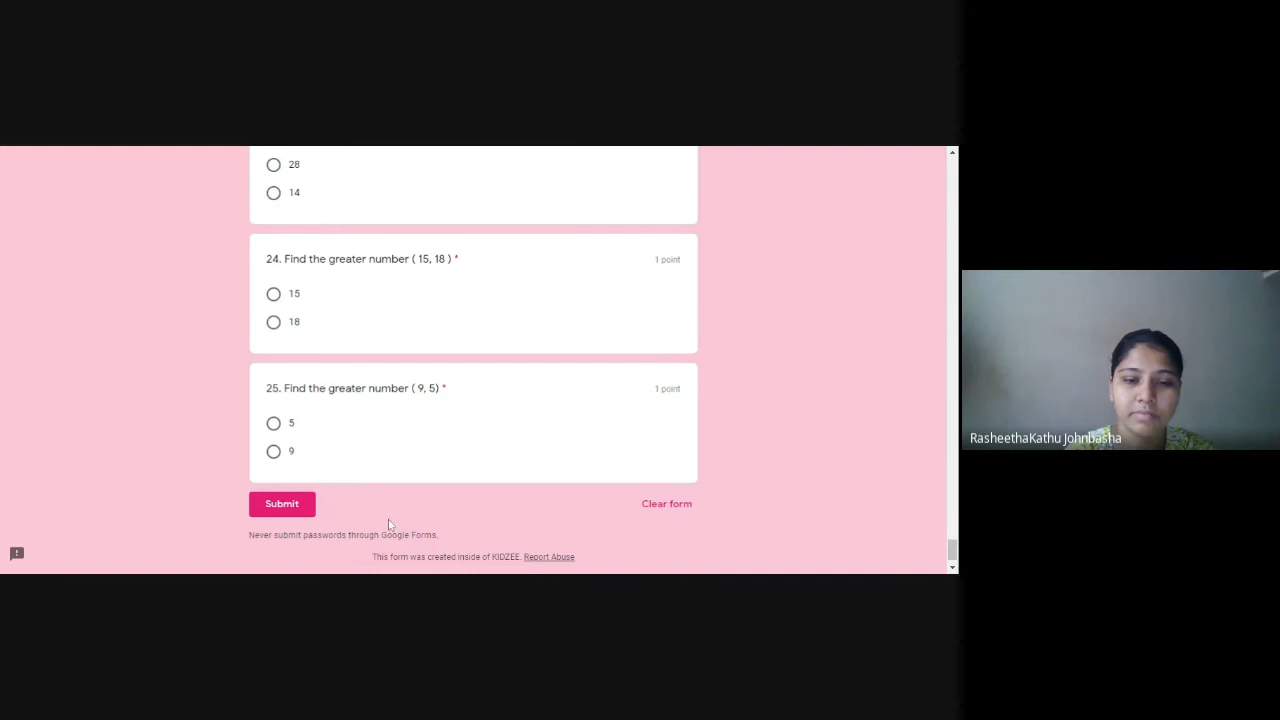 28
14
24. Find the greater number ( 15, 18 ) *
1 point
15
18
25. Find the greater number ( 9, 5) *
1 point
5
9
Submit
Clear form
Never submit passwords through Google Forms.
This form was created inside of KIDZEE. Report Abuse
RasheethaKathu Johnbasha